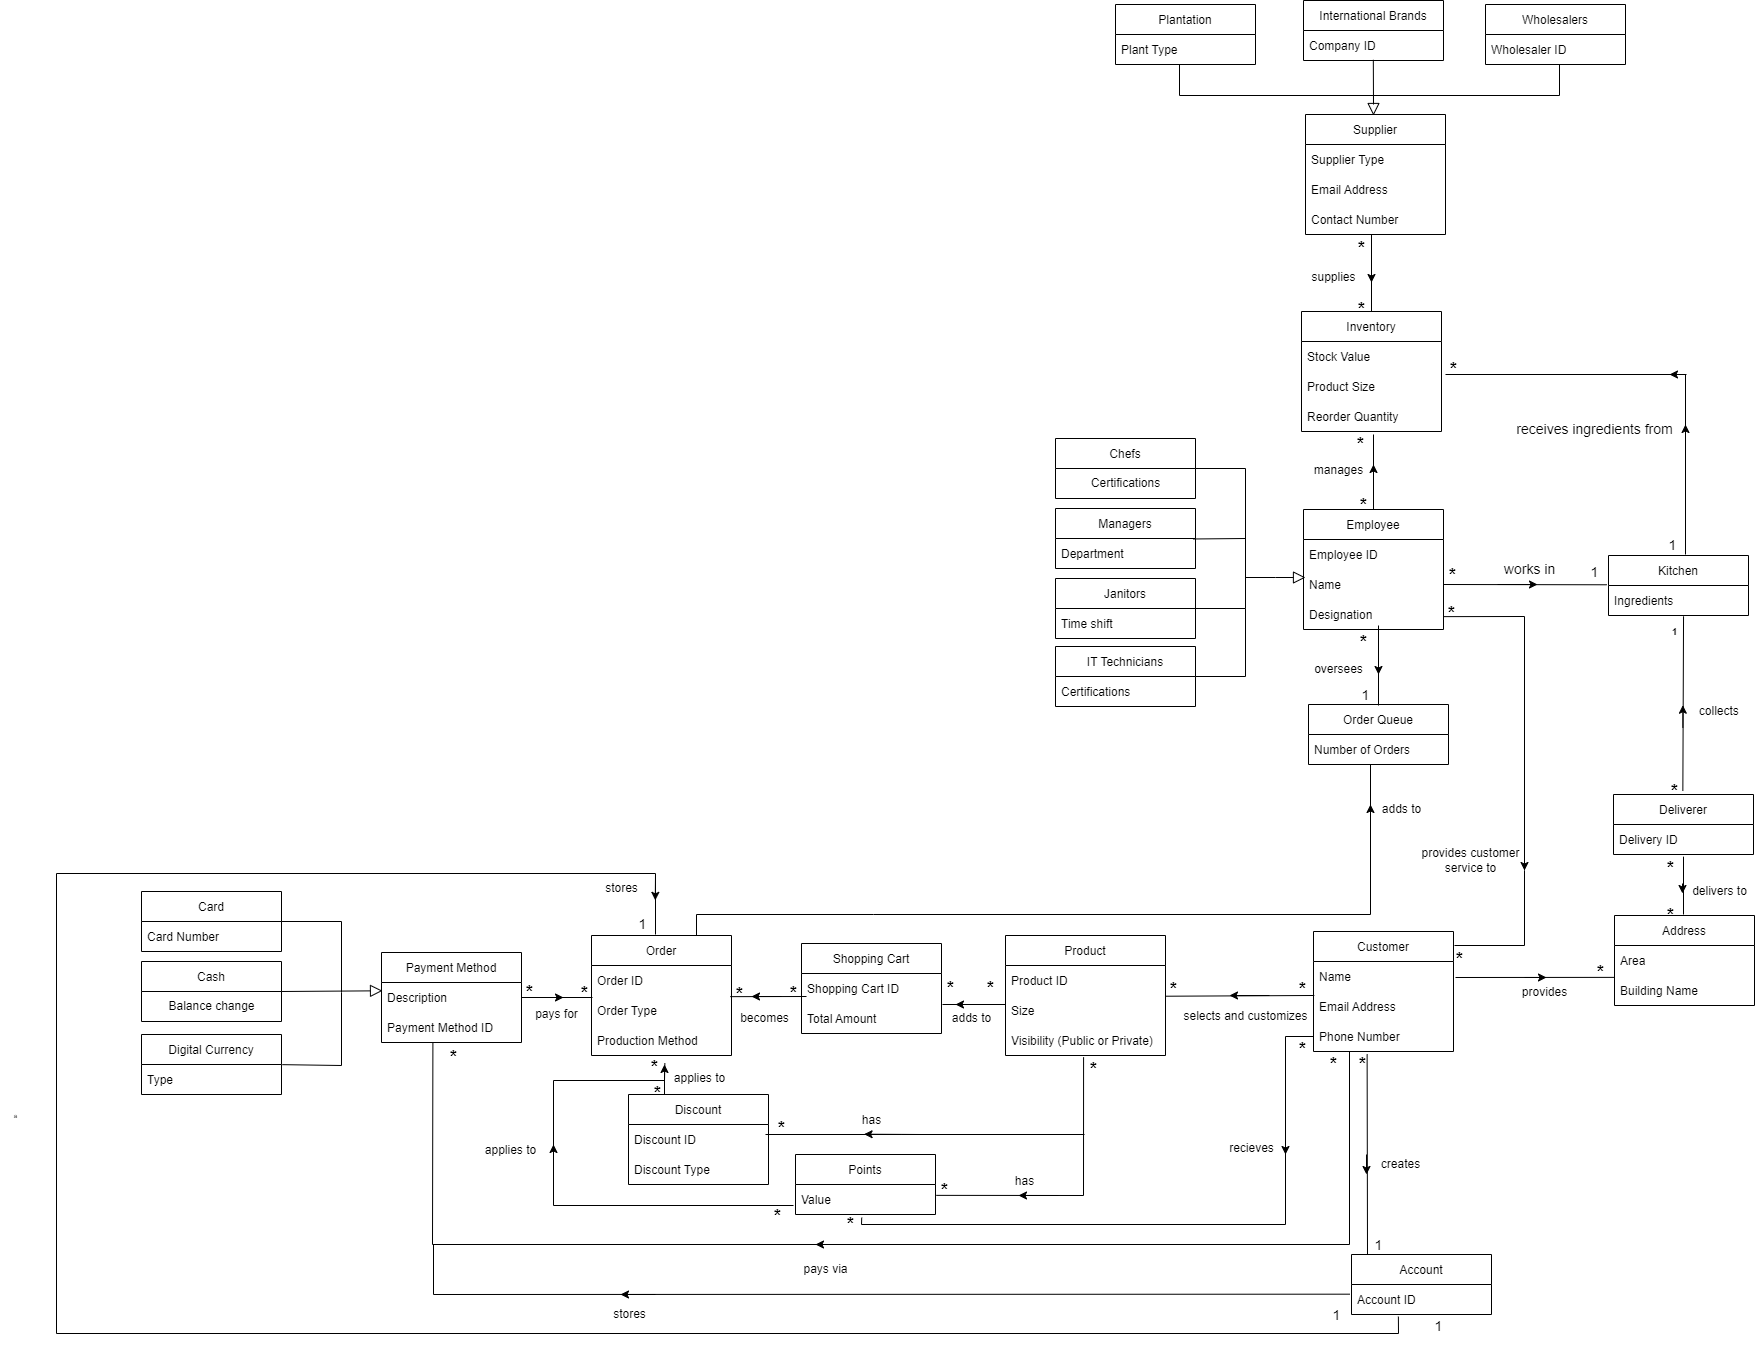 Plantation
Plant Type
International Brands
Company ID
Wholesalers
Wholesaler ID
Supplier
Supplier Type
Email Address
Contact Number
*
supplies
*
Inventory
Stock Value
Product Size
Reorder Quantity
*
receives ingredients from
1
*
manages
*
Chefs
Certifications
Managers
Department
Janitors
Time shift
IT Technicians
Certifications
Employee
Employee ID
Name
Designation
*
works in
1
*
Kitchen
Ingredients
1
*
oversees
1
Order Queue
Number of Orders
collects
*
adds to
Deliverer
Delivery ID
provides customer
service to
*
delivers to
*
stores
1
Card
Card Number
Cash
Balance change
Digital Currency
Type
Payment Method
Description
Payment Method ID
*
pays for
*
Order
Order ID
Order Type
Production Method
*
becomes
*
Shopping Cart
Shopping Cart ID
Total Amount
*
adds to
*
Product
Product ID
Size
Visibility (Public or Private)
*
selects and customizes
*
Customer
Name
Email Address
Phone Number
*
provides
*
Address
Area
Building Name
*
*
applies to
*
*
*
*
*
Discount
Discount ID
Discount Type
*
has
applies to
recieves
creates
Points
Value
*
has
*
*
1
pays via
Account
Account ID
stores
1
1
"